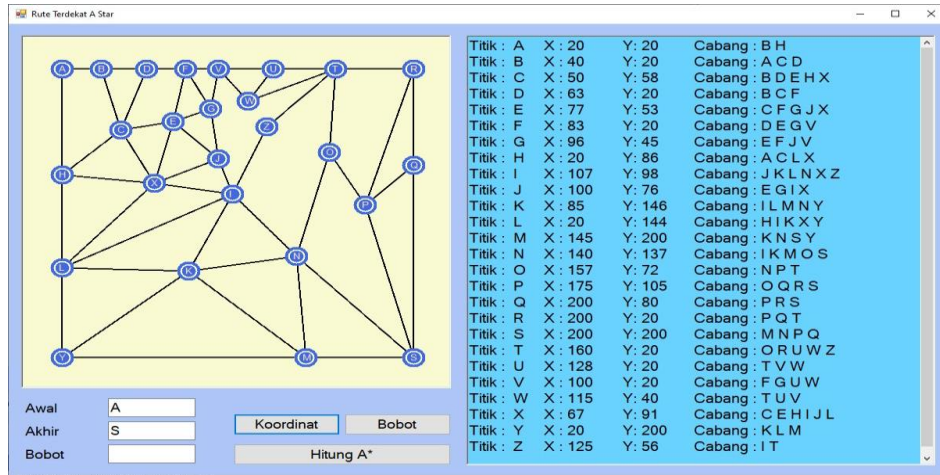 Rute Terdekat A Star
A B D F V U T R
W
G
E
Z
C
O
J
Q
H
X
I
P
N
L
K
Y M S
Awal A
Akhir S
Bobot
Koordinat Bobot
Hitung A*
Titik : A X : 20 Y: 20 Cabang : B H
Titik : B X : 40 Y: 20 Cabang : A C D
Titik : C X : 50 Y: 58 Cabang : B D E H X
Titik : D X : 63 Y: 20 Cabang : B C F
Titik : E X : 77 Y: 53 Cabang : C F G J X
Titik : F X : 83 Y: 20 Cabang : D E G V
Titik : G X : 96 Y: 45 Cabang : E F J V
Titik : H X : 20 Y: 86 Cabang : A C L X
Titik : I X : 107 Y: 98 Cabang : J K L N X Z
Titik : J X : 100 Y: 76 Cabang : E G I X
Titik : K X : 85 Y: 146 Cabang : I L M N Y
Titik : L X : 20 Y: 144 Cabang : H I K X Y
Titik : M X : 145 Y: 200 Cabang : K N S Y
Titik : N X : 140 Y: 137 Cabang : I K M O S
Titik : O X : 157 Y: 72 Cabang : N P T
Titik : P X : 175 Y: 105 Cabang : O Q R S
Titik : Q X : 200 Y: 80 Cabang : P R S
Titik : R X : 200 Y: 20 Cabang : P Q T
Titik : S X : 200 Y: 200 Cabang : M N P Q
Titik : T X : 160 Y: 20 Cabang : O R U W Z
Titik : U X : 128 Y: 20 Cabang : T V W
Titik : V X : 100 Y: 20 Cabang : F G U W
Titik : W X : 115 Y: 40 Cabang : T U V
Titik : X X : 67 Y: 91 Cabang : C E H I J L
Titik : Y X : 20 Y: 200 Cabang : K L M
Titik : Z X : 125 Y: 56 Cabang : I T